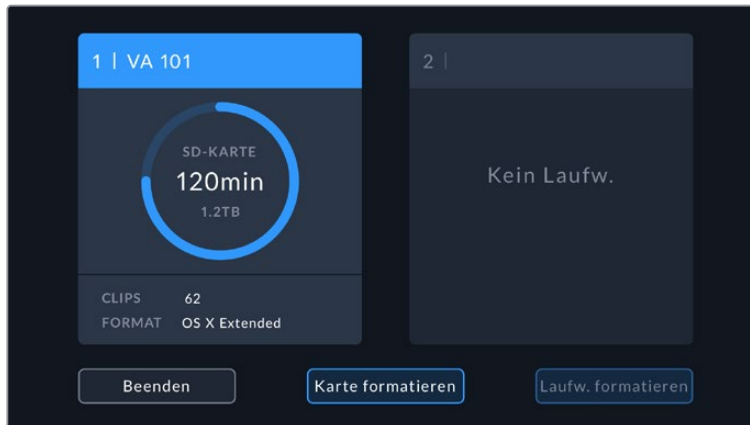 1 | VA 101
SD-KARTE
120min
1.2TB
CLIPS 62
FORMAT OS X Extended
2 |
Kein Laufw.
Beenden
Karte formatieren
Laufw. formatieren